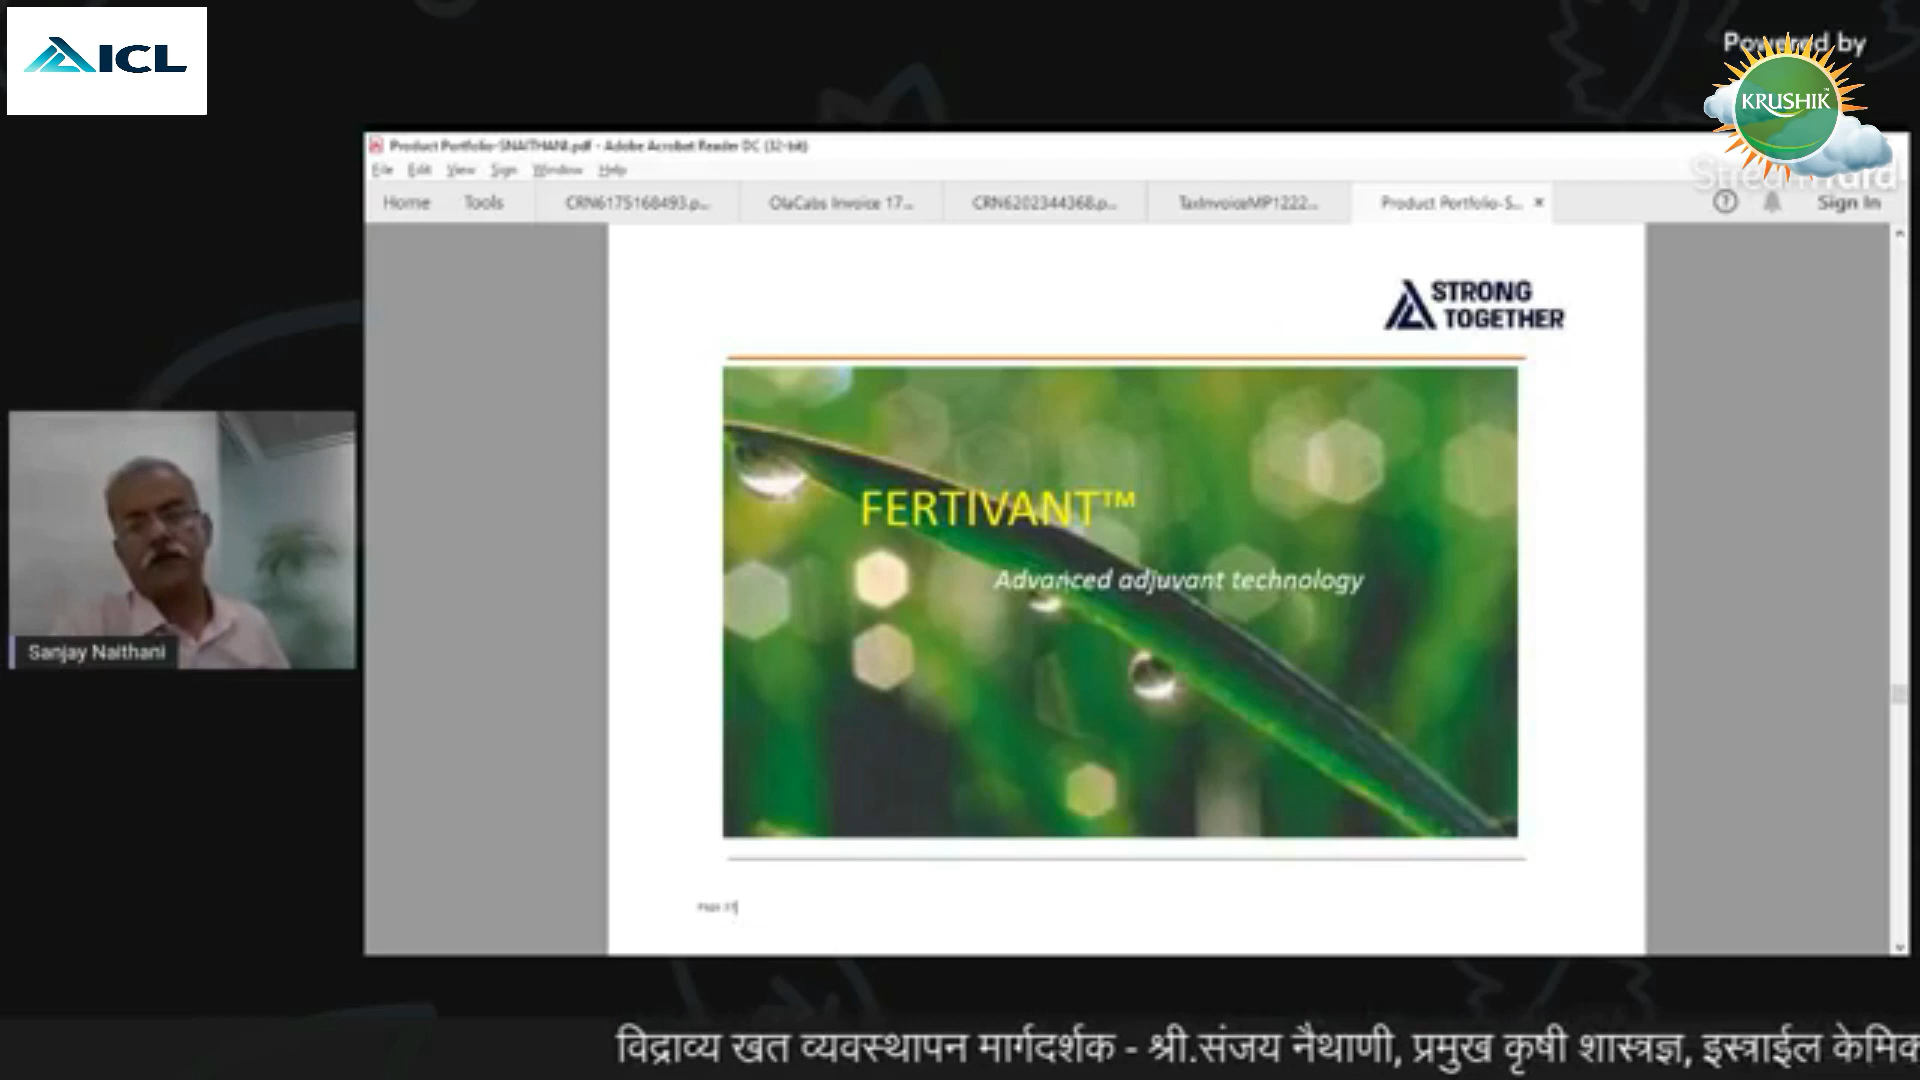 ICL
Powered by
KRUSHIK
StreamYard
Product Portfolio-SNAITHANI.pdf - Adobe Acrobat Reader DC (32-bit)
File Edit View Sign Window Help
Home Tools CRN6175168493.p... OlaCabs Invoice 17... CRN6202344368.p... TaxInvoiceMP1222... Product Portfolio-S... × Sign In
STRONG
TOGETHER
FERTIVANT™
Advanced adjuvant technology
Sanjay Naithani
विद्राव्य खत व्यवस्थापन मार्गदर्शक - श्री.संजय नैथाणी, प्रमुख कृषी शास्त्रज्ञ, इस्त्राईल केमिक